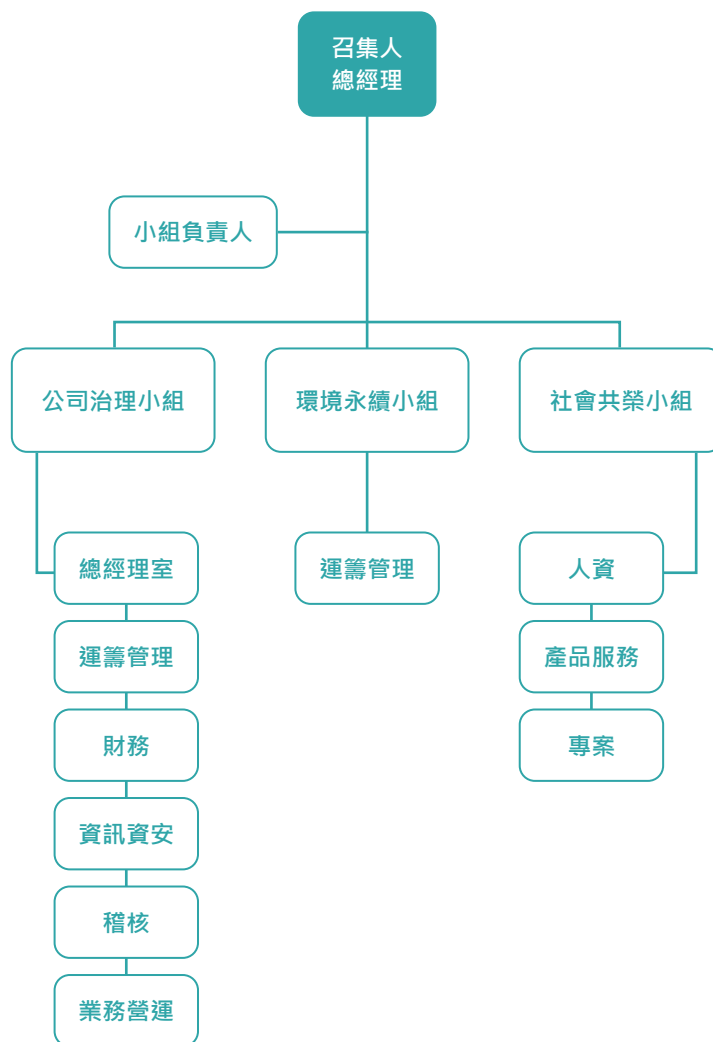 召集人
總經理
小組負責人
公司治理小組
環境永續小組
社會共榮小組
總經理室
運籌管理
財務
資訊資安
稽核
業務營運
運籌管理
人資
產品服務
專案